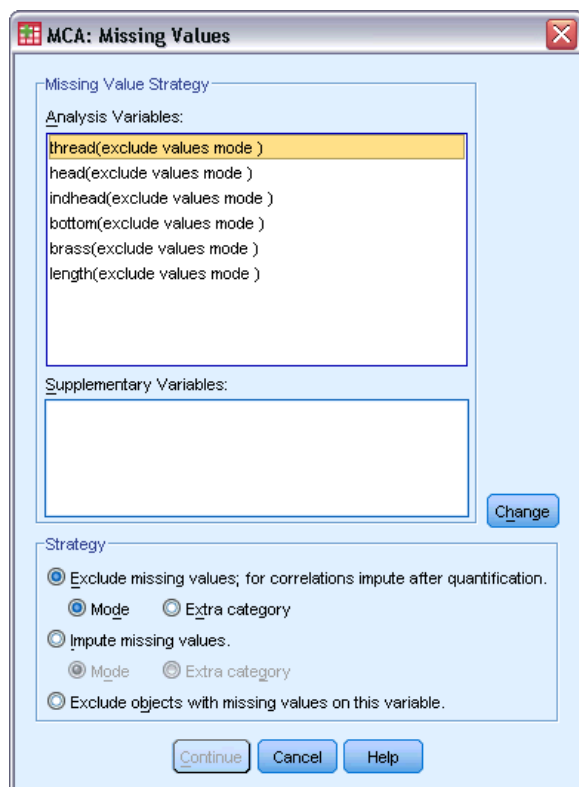 MCA: Missing Values
Missing Value Strategy
Analysis Variables:
thread(exclude values mode )
head(exclude values mode )
indhead(exclude values mode )
bottom(exclude values mode )
brass(exclude values mode )
length(exclude values mode )
Supplementary Variables:
Change
Strategy
Exclude missing values; for correlations impute after quantification.
Mode Extra category
Impute missing values.
Mode Extra category
Exclude objects with missing values on this variable.
Continue Cancel Help